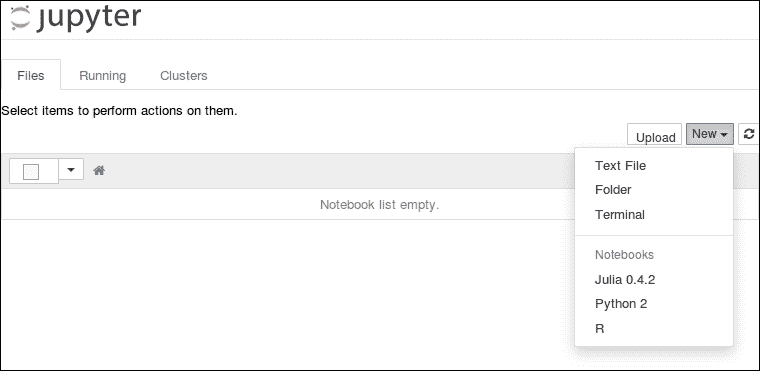 jupyter
Files Running Clusters
Select items to perform actions on them.
Upload New
Notebook list empty.
Text File
Folder
Terminal
Notebooks
Julia 0.4.2
Python 2
R